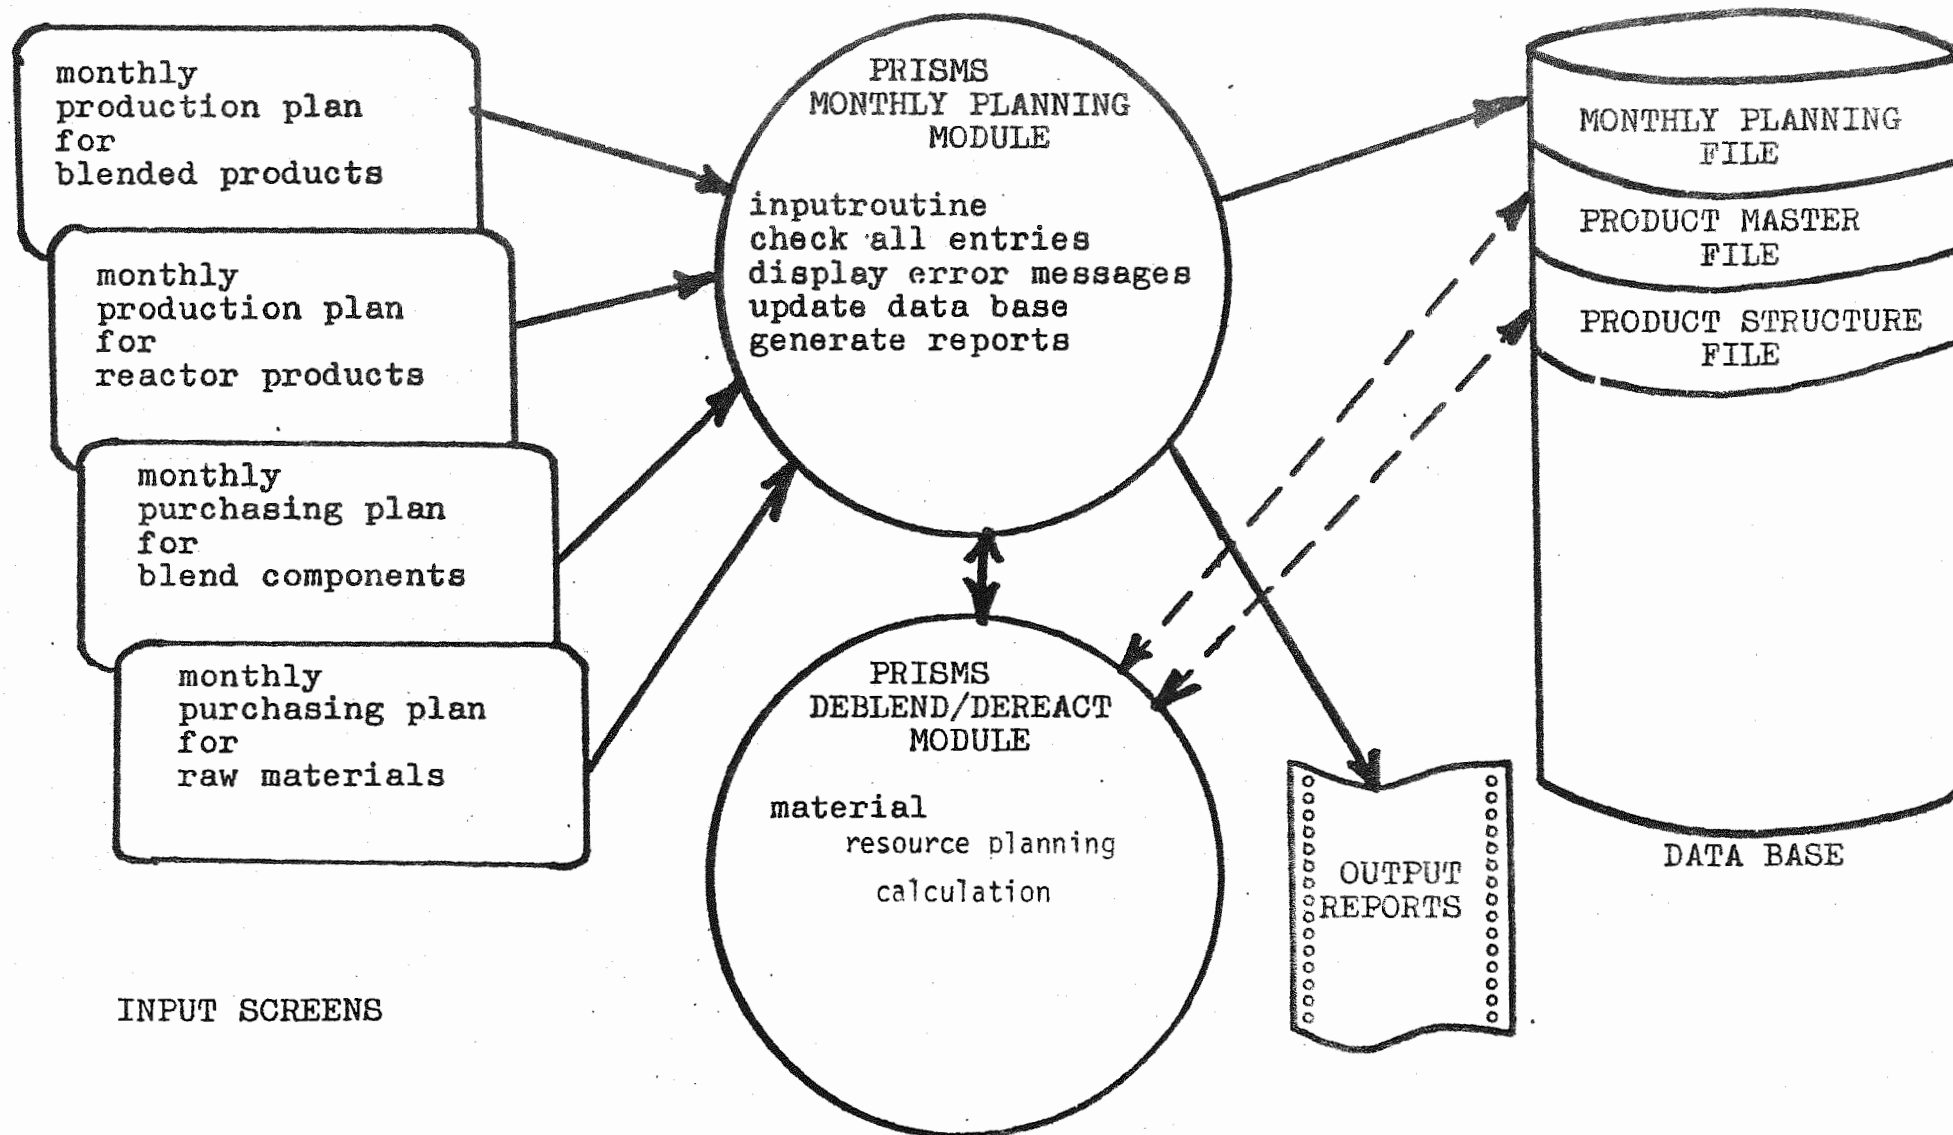 monthly
production plan
for
blended products
monthly
production plan
for
reactor products
monthly
purchasing plan
for
blend components
monthly
purchasing plan
for
raw materials
INPUT SCREENS
PRISMS
MONTHLY PLANNING
MODULE
inputroutine
check all entries
display error messages
update data base
generate reports
PRISMS
DEBLEND/DEREACT
MODULE
material
resource planning
calculation
MONTHLY PLANNING
FILE
PRODUCT MASTER
FILE
PRODUCT STRUCTURE
FILE
DATA BASE
OUTPUT
REPORTS